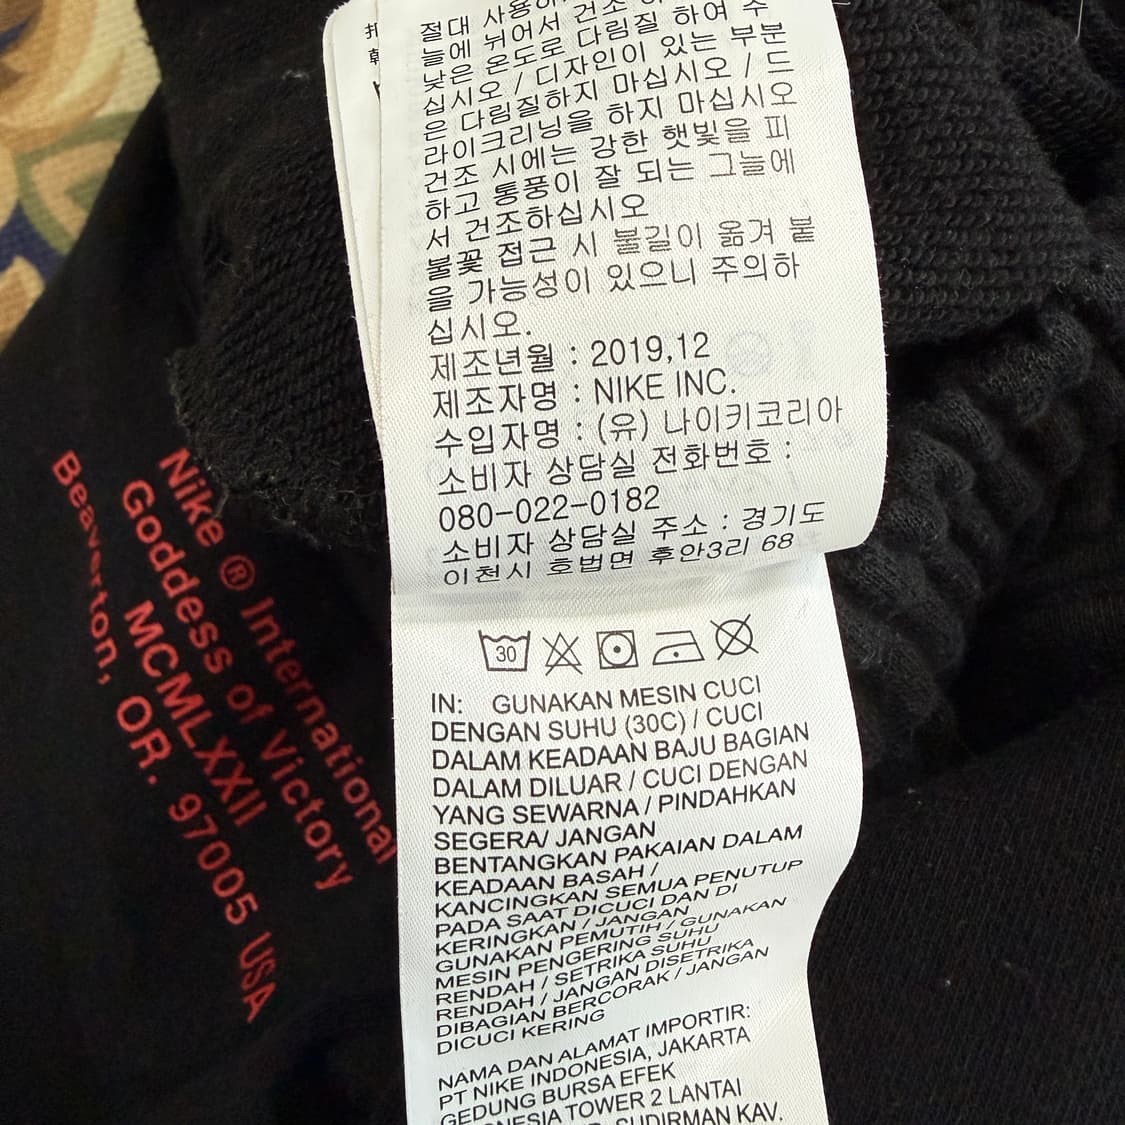 절대 사용하
늘에 뉘어서 건조
낮은 온도로 다림질 하여 주
십시오 / 디자인이 있는 부분
은 다림질하지 마십시오 / 드
라이크리닝을 하지 마십시오
건조 시에는 강한 햇빛을 피
하고 통풍이 잘 되는 그늘에
서 건조하십시오
불꽃 접근 시 불길이 옮겨 붙
을 가능성이 있으니 주의하
십시오.
제조년월 : 2019,12
제조자명 : NIKE INC.
수입자명 : (유) 나이키코리아
소비자 상담실 전화번호 :
080-022-0182
소비자 상담실 주소 : 경기도
이천시 호법면 후안3리 68
30
IN: GUNAKAN MESIN CUCI
DENGAN SUHU (30C) / CUCI
DALAM KEADAAN BAJU BAGIAN
DALAM DILUAR / CUCI DENGAN
YANG SEWARNA / PINDAHKAN
SEGERA/ JANGAN
BENTANGKAN PAKAIAN DALAM
KEADAAN BASAH /
KANCINGKAN SEMUA PENUTUP
PADA SAAT DICUCI DAN DI
KERINGKAN / JANGAN
GUNAKAN PEMUTIH / GUNAKAN
MESIN PENGERING SUHU
RENDAH / SETRIKA SUHU
RENDAH / JANGAN DISETRIKA
DIBAGIAN BERCORAK / JANGAN
DICUCI KERING
NAMA DAN ALAMAT IMPORTIR:
PT NIKE INDONESIA, JAKARTA
GEDUNG BURSA EFEK
ONESIA TOWER 2 LANTAI
SUDIRMAN KAV.
Nike ® International
Goddess of Victory
MCMLXXII
Beaverton, OR. 97005 USA